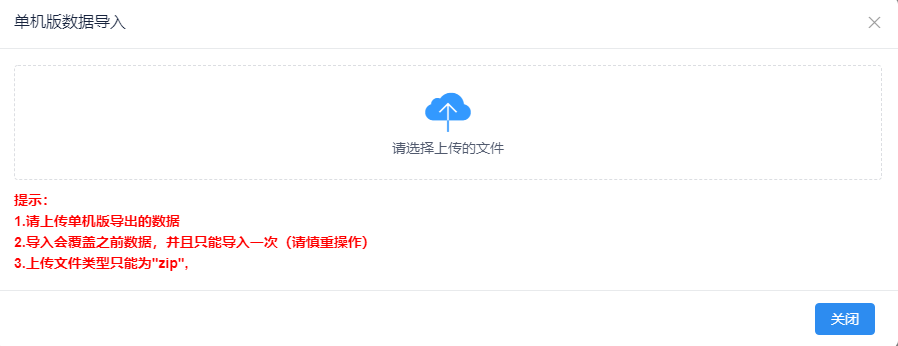 单机版数据导入
请选择上传的文件
提示：
1.请上传单机版导出的数据
2.导入会覆盖之前数据，并且只能导入一次（请慎重操作）
3.上传文件类型只能为"zip",
关闭